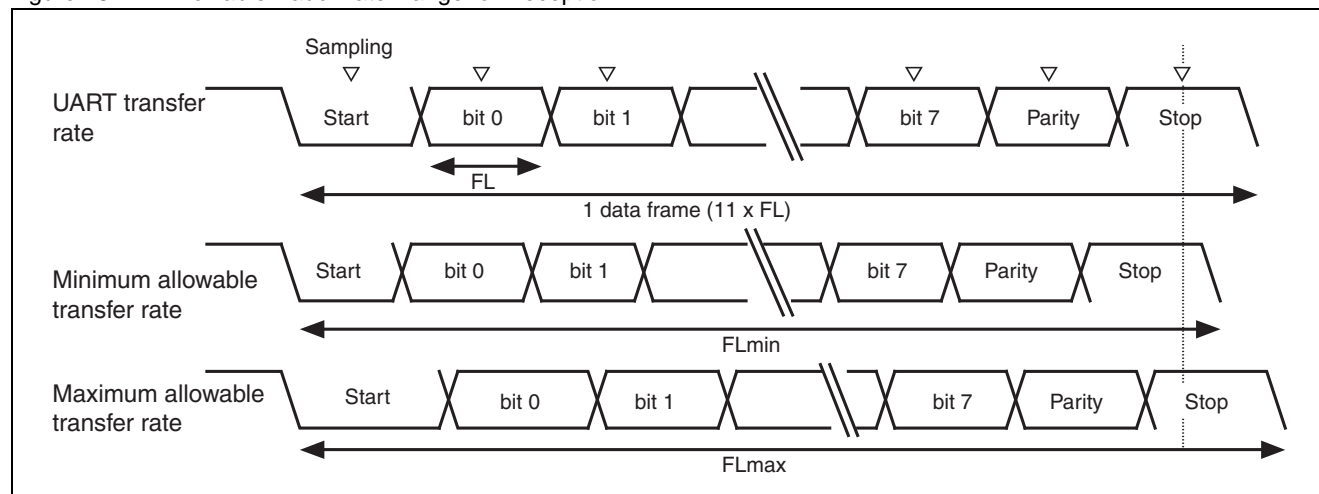 Sampling
UART transfer
rate
Start
bit 0
bit 1
bit 7
Parity
Stop
FL
1 data frame (11 x FL)
Minimum allowable
transfer rate
Start
bit 0
bit 1
bit 7
Parity
Stop
FLmin
Maximum allowable
transfer rate
Start
bit 0
bit 1
bit 7
Parity
Stop
FLmax